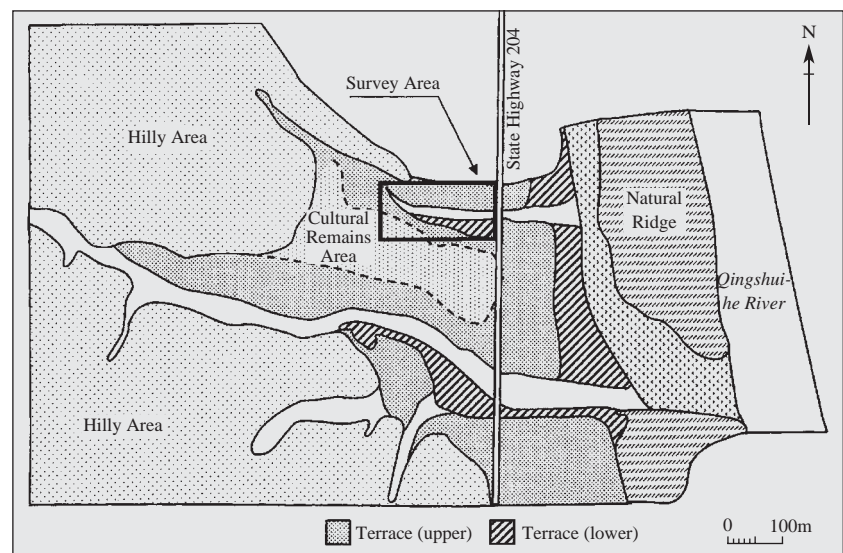 N
State Highway 204
Survey Area
Hilly Area
Natural
Ridge
Cultural
Remains
Area
Qingshui-
he River
Hilly Area
Terrace (upper)
Terrace (lower)
0 100m